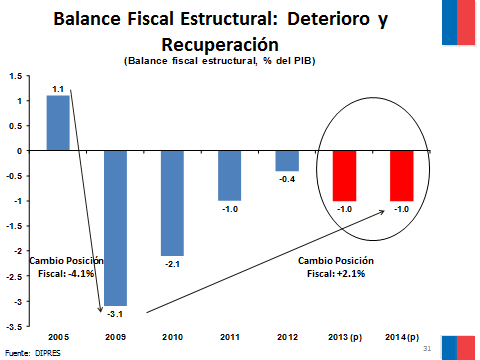 Balance Fiscal Estructural: Deterioro y
Recuperación
(Balance fiscal estructural, % del PIB)
1.5
1
0.5
0
-0.5
-1
-1.5
-2
-2.5
-3
-3.5
1.1
-3.1
-2.1
-1.0
-0.4
-1.0
-1.0
Cambio Posición
Fiscal: -4.1%
Cambio Posición
Fiscal: +2.1%
2005
2009
2010
2011
2012
2013 (p)
2014 (p)
Fuente: DIPRES
31